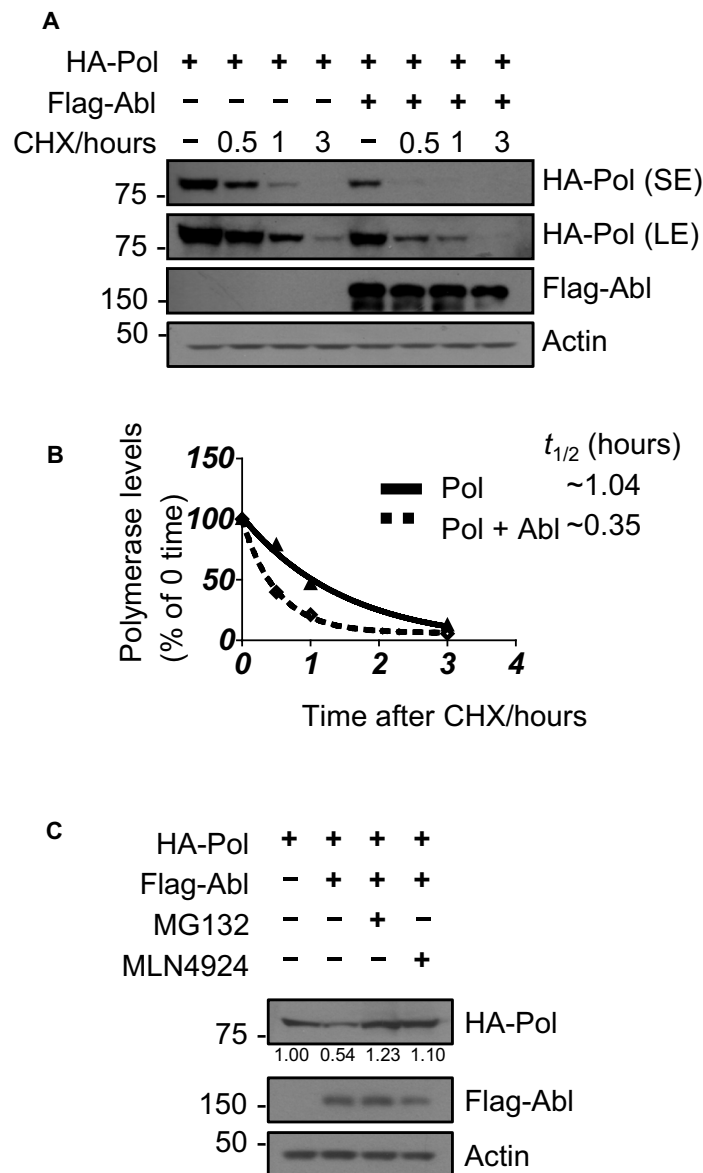 A
HA-Pol + + + + + + + +
Flag-Abl – – – – + + + +
CHX/hours – 0.5 1 3 – 0.5 1 3
75 - HA-Pol (SE)
75 - HA-Pol (LE)
150 - Flag-Abl
50 - Actin
B
Polymerase levels
(% of 0 time)
150
100
50
0
0 1 2 3 4
Time after CHX/hours
t1/2 (hours)
Pol ~1.04
Pol + Abl ~0.35
C
HA-Pol + + + +
Flag-Abl – + + +
MG132 – – + –
MLN4924 – – – +
75 - HA-Pol
1.00 0.54 1.23 1.10
150 - Flag-Abl
50 - Actin